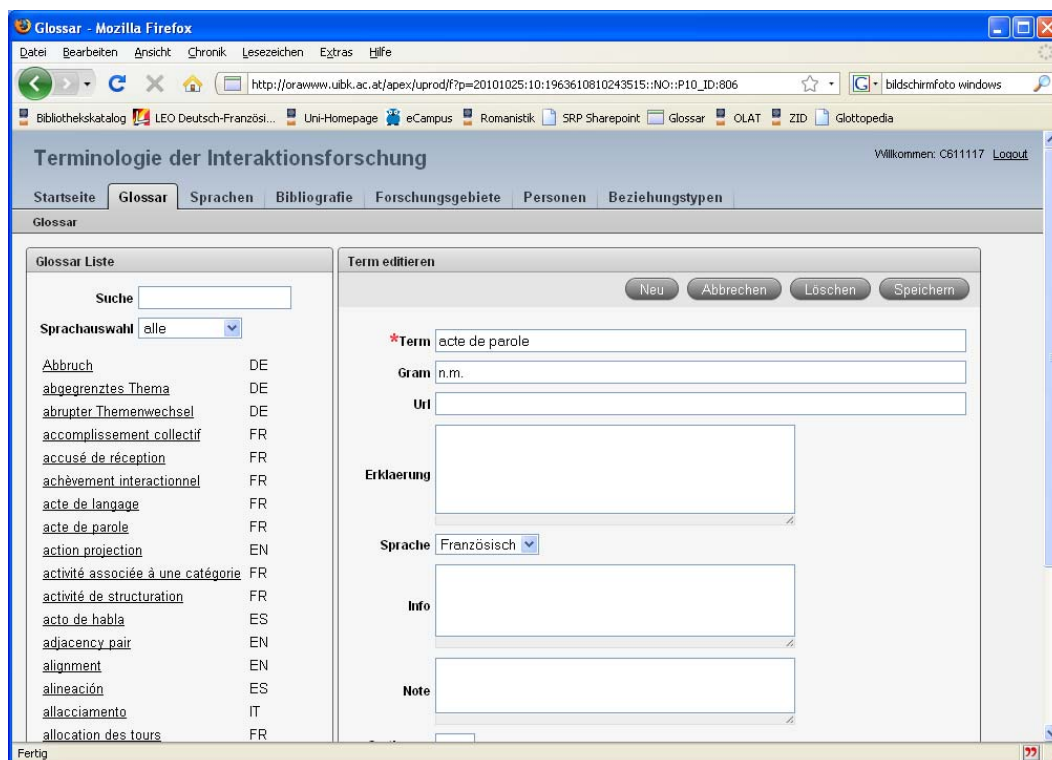 Glossar - Mozilla Firefox
Datei Bearbeiten Ansicht Chronik Lesezeichen Extras Hilfe
http://orawww.uibk.ac.at/apex/uprod/f?p=20101025:10:1963610810243515::NO::P10_ID:806
bildschirmfoto windows
Bibliothekskatalog LEO Deutsch-Französi... Uni-Homepage eCampus Romanistik SRP Sharepoint Glossar OLAT ZID Glottopedia
Terminologie der Interaktionsforschung
Willkommen: C611117 Logout
Startseite Glossar Sprachen Bibliografie Forschungsgebiete Personen Beziehungstypen
Glossar
Glossar Liste
Suche
Sprachauswahl alle
Abbruch DE
abgegrenztes Thema DE
abrupter Themenwechsel DE
accomplissement collectif FR
accusé de réception FR
achèvement interactionnel FR
acte de langage FR
acte de parole FR
action projection EN
activité associée à une catégorie FR
activité de structuration FR
acto de habla ES
adjacency pair EN
alignment EN
alineación ES
allacciamento IT
allocation des tours FR
Term editieren
Neu Abbrechen Löschen Speichern
*Term acte de parole
Gram n.m.
Url
Erklaerung
Sprache Französisch
Info
Note
Fertig